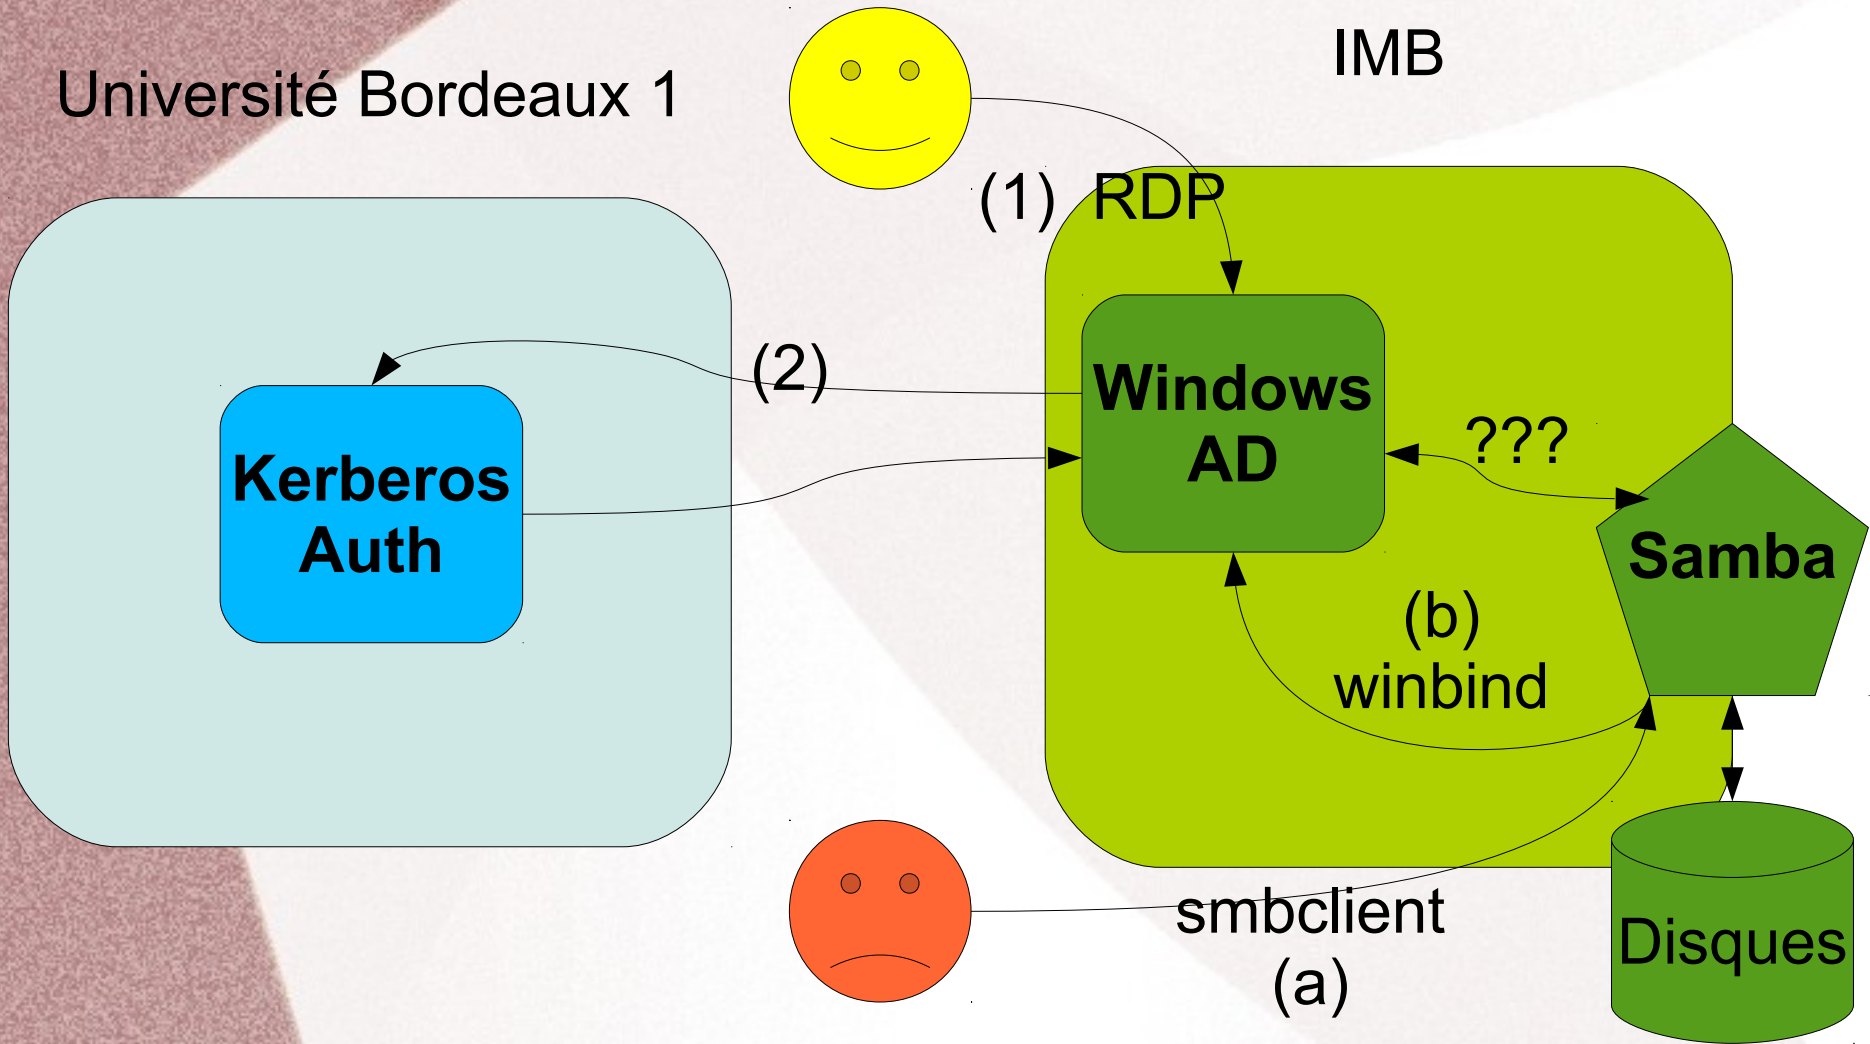 Université Bordeaux 1
IMB
(1) RDP
(2)
Windows
AD
???
Kerberos
Auth
Samba
(b)
winbind
smbclient
(a)
Disques